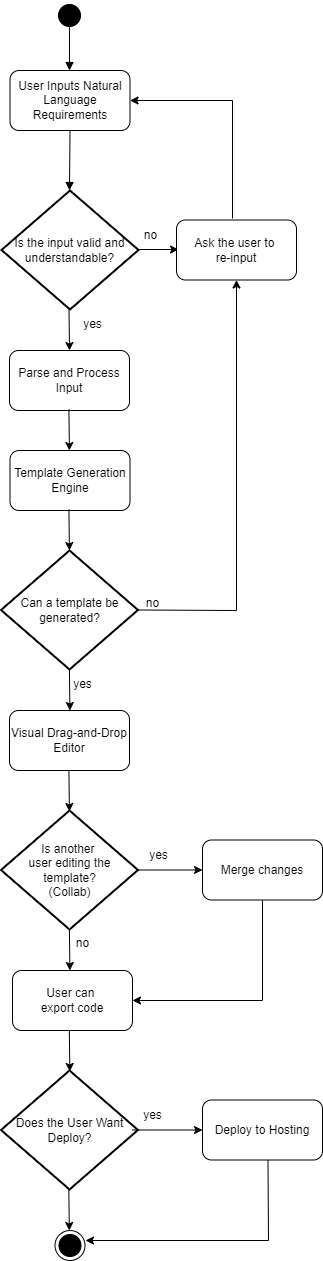 User Inputs Natural
Language
Requirements
Is the input valid and
understandable?
no
Ask the user to
re-input
yes
Parse and Process
Input
Template Generation
Engine
Can a template be
generated?
no
yes
Visual Drag-and-Drop
Editor
Is another
user editing the
template?
(Collab)
yes
Merge changes
no
User can
export code
Does the User Want
Deploy?
yes
Deploy to Hosting